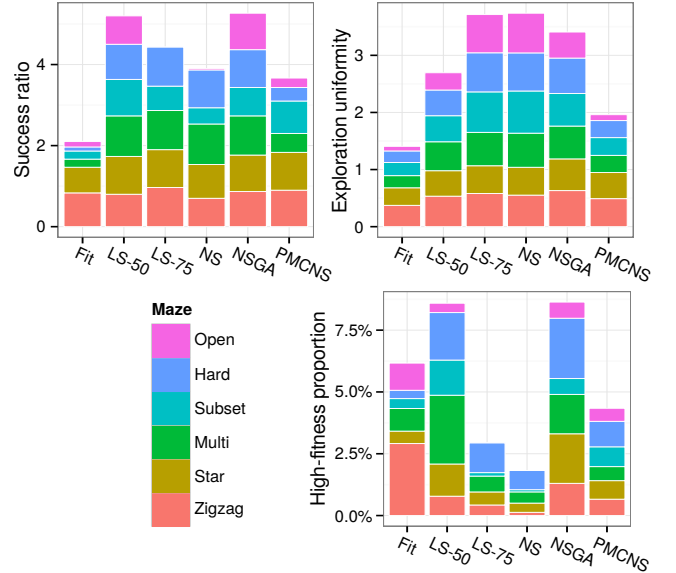 Success ratio
4
2
0
Fit
LS-50
LS-75
NS
NSGA
PMCNS
Exploration uniformity
3
2
1
0
Fit
LS-50
LS-75
NS
NSGA
PMCNS
Maze
Open
Hard
Subset
Multi
Star
Zigzag
High-fitness proportion
7.5%
5.0%
2.5%
0.0%
Fit
LS-50
LS-75
NS
NSGA
PMCNS